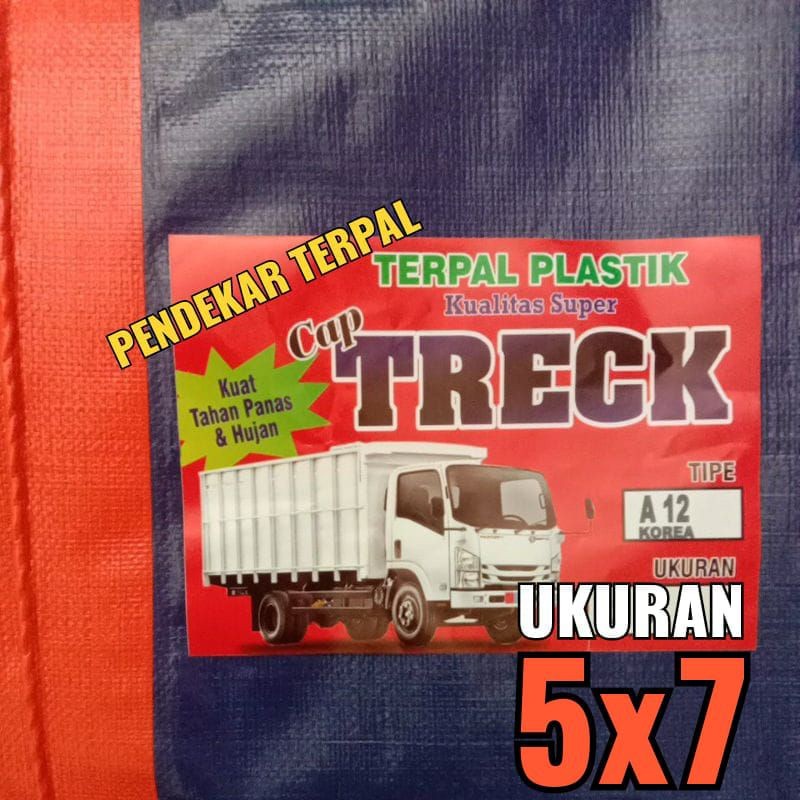 PENDEKAR TERPAL
TERPAL PLASTIK
Kualitas Super
Cap
TRECK
Kuat
Tahan Panas
& Hujan
TIPE
A 12
KOREA
UKURAN
UKURAN
5x7